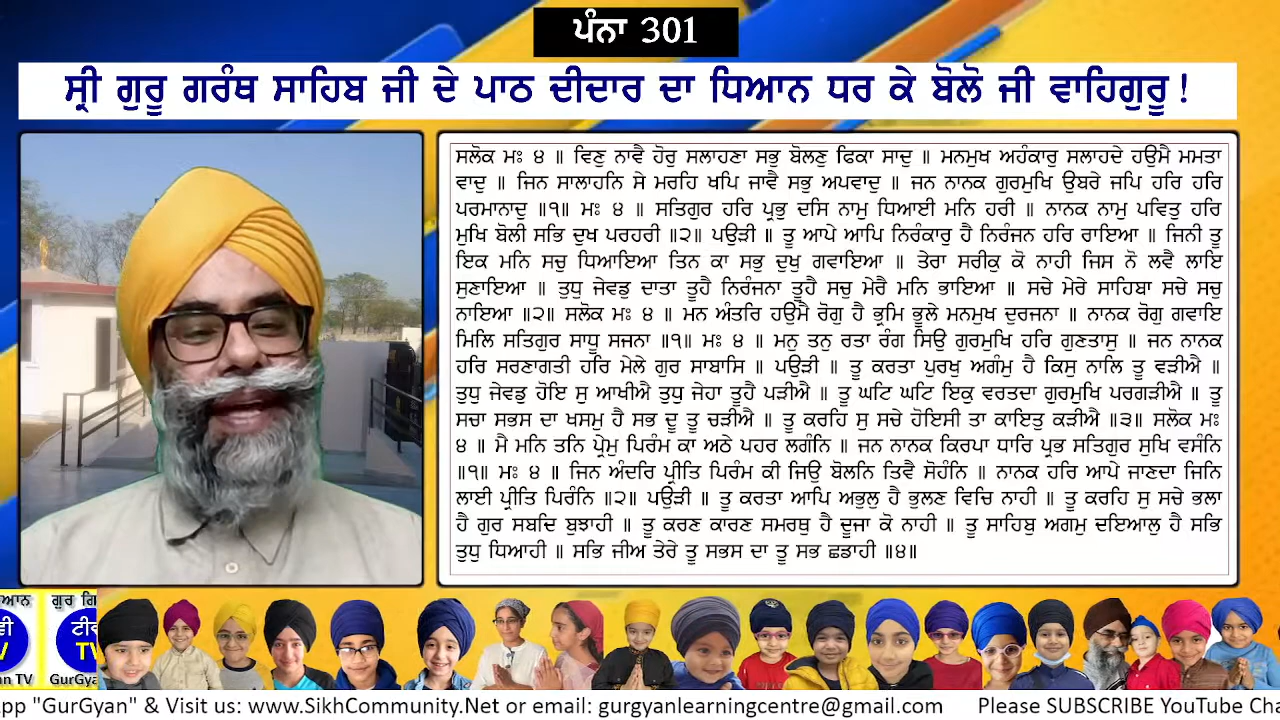 ਪੰਨਾ 301
ਸ੍ਰੀ ਗੁਰੂ ਗਰੰਥ ਸਾਹਿਬ ਜੀ ਦੇ ਪਾਠ ਦੀਦਾਰ ਦਾ ਧਿਆਨ ਧਰ ਕੇ ਬੋਲੋ ਜੀ ਵਾਹਿਗੁਰੂ!
ਸਲੋਕ ਮਃ ੪ ॥ ਵਿਣੁ ਨਾਵੈ ਹੋਰੁ ਸਲਾਹਣਾ ਸਭੁ ਬੋਲਣੁ ਫਿਕਾ ਸਾਦੁ ॥ ਮਨਮੁਖ ਅਹੰਕਾਰੁ ਸਲਾਹਦੇ ਹਉਮੈ ਮਮਤਾ
ਵਾਦੁ ॥ ਜਿਨ ਸਾਲਾਹਨਿ ਸੇ ਮਰਹਿ ਖਪਿ ਜਾਵੈ ਸਭੁ ਅਪਵਾਦੁ ॥ ਜਨ ਨਾਨਕ ਗੁਰਮੁਖਿ ਉਬਰੇ ਜਪਿ ਹਰਿ ਹਰਿ
ਪਰਮਾਨਾਦੁ ॥੧॥ ਮਃ ੪ ॥ ਸਤਿਗੁਰ ਹਰਿ ਪ੍ਰਭੁ ਦਸਿ ਨਾਮੁ ਧਿਆਈ ਮਨਿ ਹਰੀ ॥ ਨਾਨਕ ਨਾਮੁ ਪਵਿਤੁ ਹਰਿ
ਮੁਖਿ ਬੋਲੀ ਸਭਿ ਦੁਖ ਪਰਹਰੀ ॥੨॥ ਪਉੜੀ ॥ ਤੂ ਆਪੇ ਆਪਿ ਨਿਰੰਕਾਰੁ ਹੈ ਨਿਰੰਜਨ ਹਰਿ ਰਾਇਆ ॥ ਜਿਨੀ ਤੂ
ਇਕ ਮਨਿ ਸਚੁ ਧਿਆਇਆ ਤਿਨ ਕਾ ਸਭੁ ਦੁਖੁ ਗਵਾਇਆ ॥ ਤੇਰਾ ਸਰੀਕੁ ਕੋ ਨਾਹੀ ਜਿਸ ਨੋ ਲਵੈ ਲਾਇ
ਸੁਣਾਇਆ ॥ ਤੁਧੁ ਜੇਵਡੁ ਦਾਤਾ ਤੂਹੈ ਨਿਰੰਜਨਾ ਤੂਹੈ ਸਚੁ ਮੇਰੈ ਮਨਿ ਭਾਇਆ ॥ ਸਚੇ ਮੇਰੇ ਸਾਹਿਬਾ ਸਚੇ ਸਚੁ
ਨਾਇਆ ॥੨॥ ਸਲੋਕ ਮਃ ੪ ॥ ਮਨ ਅੰਤਰਿ ਹਉਮੈ ਰੋਗੁ ਹੈ ਭ੍ਰਮਿ ਭੂਲੇ ਮਨਮੁਖ ਦੁਰਜਨਾ ॥ ਨਾਨਕ ਰੋਗੁ ਗਵਾਇ
ਮਿਲਿ ਸਤਿਗੁਰ ਸਾਧੂ ਸਜਨਾ ॥੧॥ ਮਃ ੪ ॥ ਮਨੁ ਤਨੁ ਰਤਾ ਰੰਗ ਸਿਉ ਗੁਰਮੁਖਿ ਹਰਿ ਗੁਣਤਾਸੁ ॥ ਜਨ ਨਾਨਕ
ਹਰਿ ਸਰਣਾਗਤੀ ਹਰਿ ਮੇਲੇ ਗੁਰ ਸਾਬਾਸਿ ॥ ਪਉੜੀ ॥ ਤੂ ਕਰਤਾ ਪੁਰਖੁ ਅਗੰਮੁ ਹੈ ਕਿਸੁ ਨਾਲਿ ਤੂ ਵੜੀਐ ॥
ਤੁਧੁ ਜੇਵਡੁ ਹੋਇ ਸੁ ਆਖੀਐ ਤੁਧੁ ਜੇਹਾ ਤੂਹੈ ਪੜੀਐ ॥ ਤੂ ਘਟਿ ਘਟਿ ਇਕੁ ਵਰਤਦਾ ਗੁਰਮੁਖਿ ਪਰਗੜੀਐ ॥ ਤੂ
ਸਚਾ ਸਭਸ ਦਾ ਖਸਮੁ ਹੈ ਸਭ ਦੂ ਤੂ ਚੜੀਐ ॥ ਤੂ ਕਰਹਿ ਸੁ ਸਚੇ ਹੋਇਸੀ ਤਾ ਕਾਇਤੁ ਕੜੀਐ ॥੩॥ ਸਲੋਕ ਮਃ
੪ ॥ ਮੈ ਮਨਿ ਤਨਿ ਪ੍ਰੇਮੁ ਪਿਰੰਮ ਕਾ ਅਠੇ ਪਹਰ ਲਗੰਨਿ ॥ ਜਨ ਨਾਨਕ ਕਿਰਪਾ ਧਾਰਿ ਪ੍ਰਭ ਸਤਿਗੁਰ ਸੁਖਿ ਵਸੰਨਿ
॥੧॥ ਮਃ ੪ ॥ ਜਿਨ ਅੰਦਰਿ ਪ੍ਰੀਤਿ ਪਿਰੰਮ ਕੀ ਜਿਉ ਬੋਲਨਿ ਤਿਵੈ ਸੋਹੰਨਿ ॥ ਨਾਨਕ ਹਰਿ ਆਪੇ ਜਾਣਦਾ ਜਿਨਿ
ਲਾਈ ਪ੍ਰੀਤਿ ਪਿਰੰਨਿ ॥੨॥ ਪਉੜੀ ॥ ਤੂ ਕਰਤਾ ਆਪਿ ਅਭੁਲੁ ਹੈ ਭੁਲਣ ਵਿਚਿ ਨਾਹੀ ॥ ਤੂ ਕਰਹਿ ਸੁ ਸਚੇ ਭਲਾ
ਹੈ ਗੁਰ ਸਬਦਿ ਬੁਝਾਹੀ ॥ ਤੂ ਕਰਣ ਕਾਰਣ ਸਮਰਥੁ ਹੈ ਦੂਜਾ ਕੋ ਨਾਹੀ ॥ ਤੂ ਸਾਹਿਬੁ ਅਗਮੁ ਦਇਆਲੁ ਹੈ ਸਭਿ
ਤੁਧੁ ਧਿਆਹੀ ॥ ਸਭਿ ਜੀਅ ਤੇਰੇ ਤੂ ਸਭਸ ਦਾ ਤੂ ਸਭ ਛਡਾਹੀ ॥੪॥
TV
GurGy
pp "GurGyan" & Visit us: www.SikhCommunity.Net or email: gurgyanlearningcentre@gmail.com Please SUBSCRIBE YouTube Cha